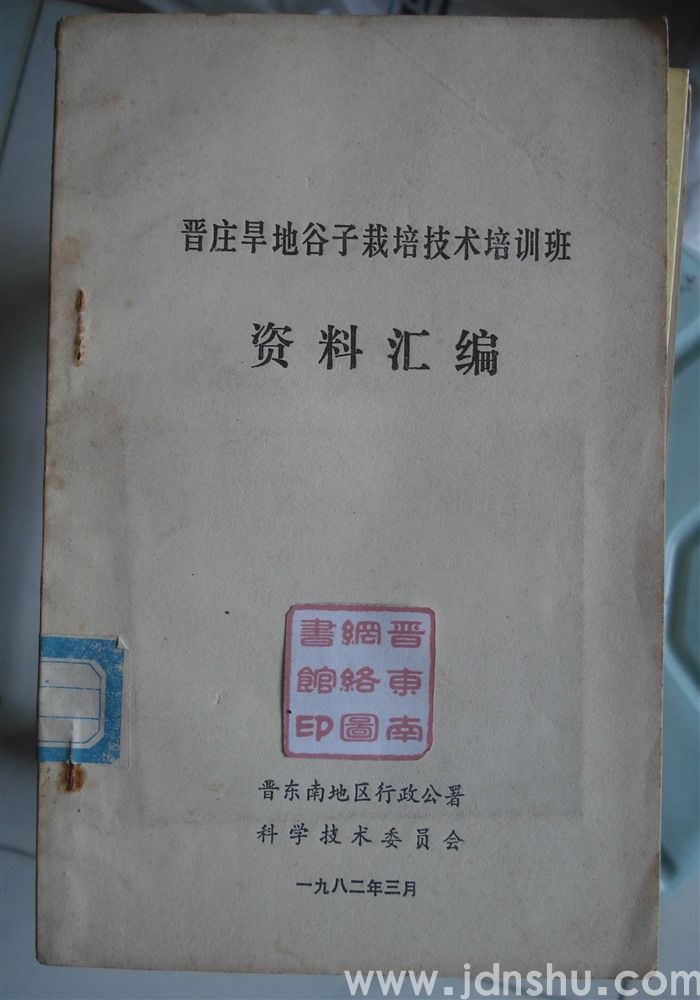 晋庄旱地谷子栽培技术培训班
资料汇编
晋東南
網絡圖
書館印
晋东南地区行政公署
科学技术委员会
一九八二年三月
www.jdnshu.com